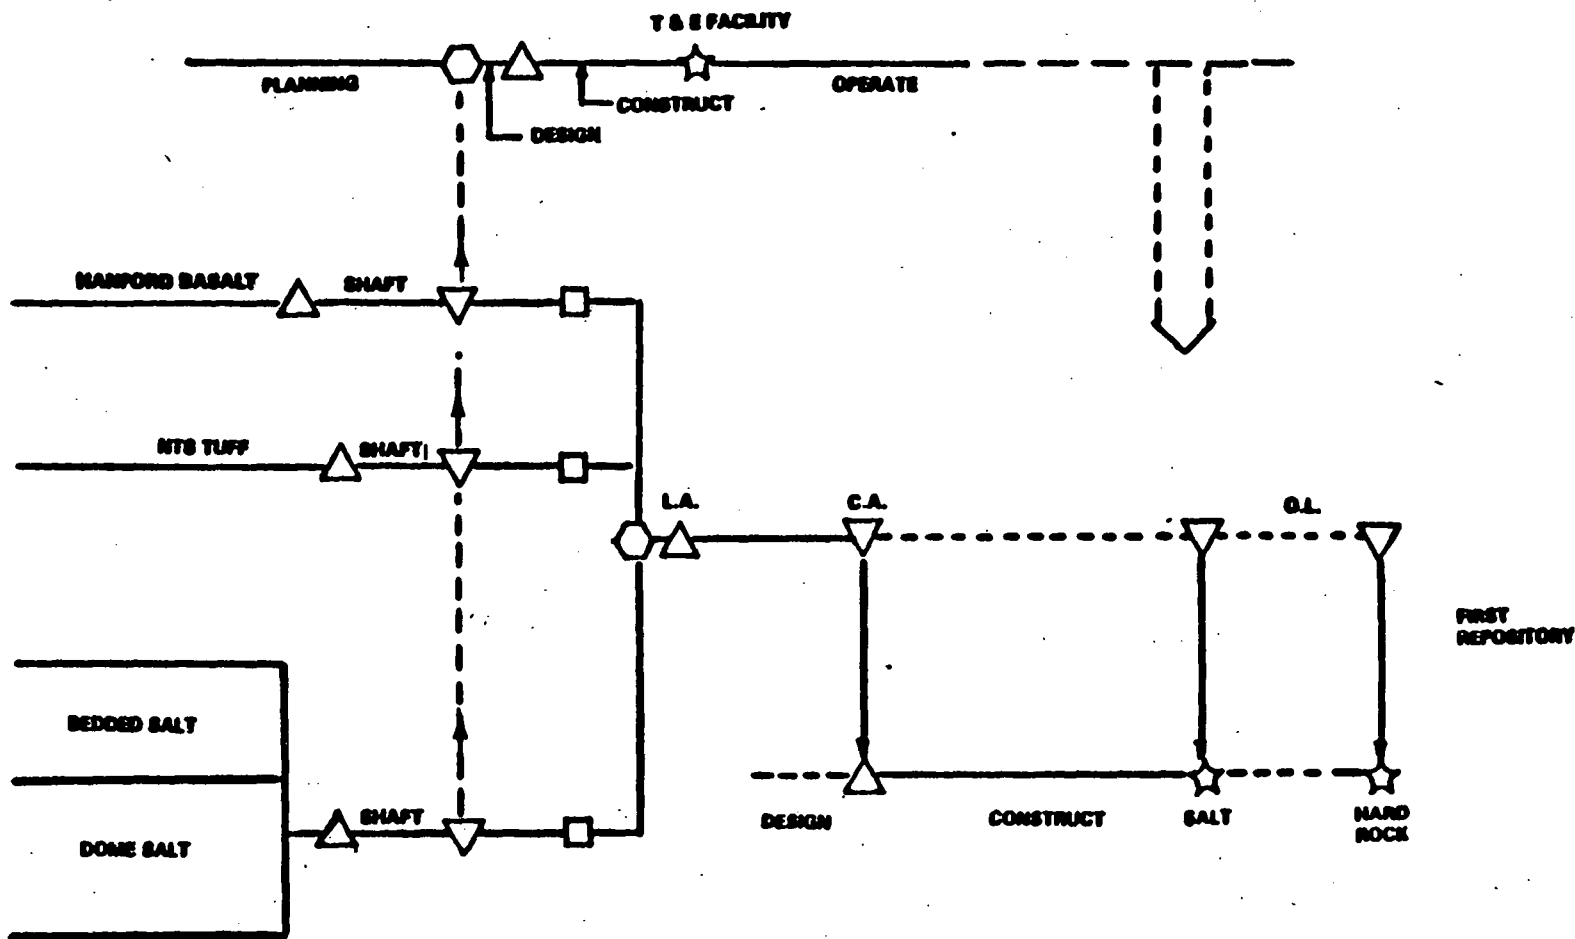 T & E FACILITY
PLANNING
OPERATE
CONSTRUCT
DESIGN
HANFORD BASALT
SHAFT
NTS TUFF
SHAFT
L.A.
C.A.
O.L.
FIRST
REPOSITORY
BEDDED SALT
SHAFT
DOME SALT
DESIGN
CONSTRUCT
SALT
HARD
ROCK